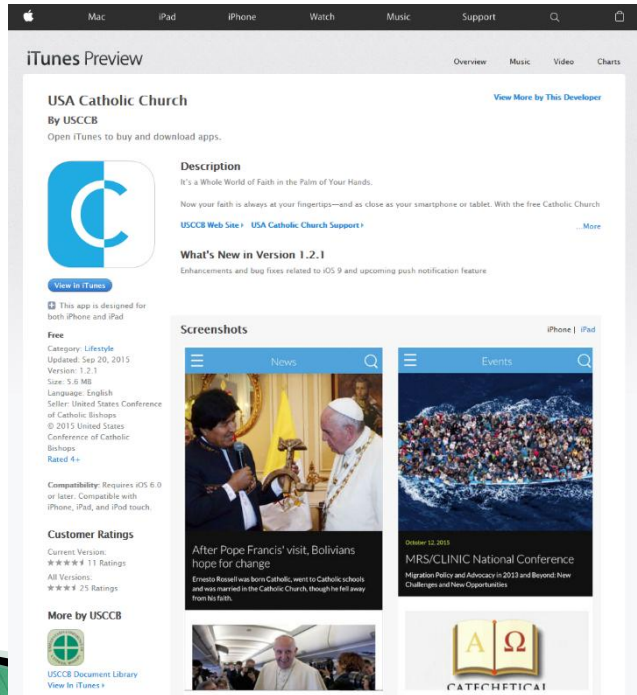 Mac iPad iPhone Watch Music Support
iTunes Preview
Overview Music Video Charts
USA Catholic Church
View More by This Developer
By USCCB
Open iTunes to buy and download apps.
Description
It's a Whole World of Faith in the Palm of Your Hands.
Now your faith is always at your fingertips—and as close as your smartphone or tablet. With the free Catholic Church
USCCB Web Site USA Catholic Church Support
...More
What's New in Version 1.2.1
Enhancements and bug fixes related to iOS 9 and upcoming push notification feature
View in iTunes
This app is designed for
both iPhone and iPad
Free
Category: Lifestyle
Updated: Sep 20, 2015
Version: 1.2.1
Size: 5.6 MB
Language: English
Seller: United States Conference
of Catholic Bishops
© 2015 United States
Conference of Catholic
Bishops
Rated 4+
Compatibility: Requires iOS 6.0
or later. Compatible with
iPhone, iPad, and iPod touch.
Customer Ratings
Current Version:
11 Ratings
All Versions:
25 Ratings
More by USCCB
USCCB Document Library
View In iTunes
Screenshots
iPhone | iPad
News
After Pope Francis' visit, Bolivians
hope for change
Ernesto Rossell was born Catholic, went to Catholic schools
and was married in the Catholic Church, though he fell away
from his faith.
Events
October 12, 2015
MRS/CLINIC National Conference
Migration Policy and Advocacy in 2013 and Beyond: New
Challenges and New Opportunities
Α Ω
CATECHETICAL